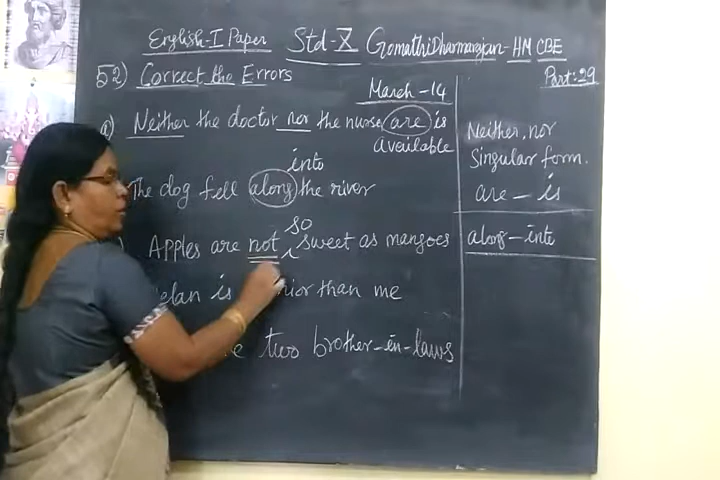 English-I Paper Std-X GomathiDharmarajan-HM CBE
52) Correct the Errors
Part:29
March-14
a) Neither the doctor nor the nurse are is
available
into
The dog fell along the river
so
) Apples are not sweet as mangoes
elan is nior than me
e two brother-in-laws
Neither, nor
Singular form.
are - is
along - into